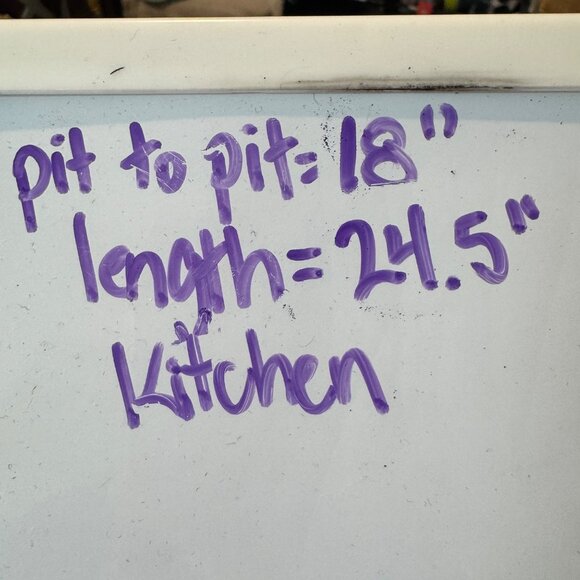 pit to pit= 18"
length= 24.5"
Kitchen